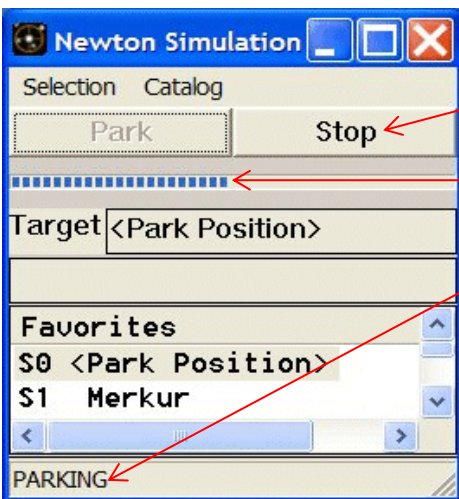 Newton Simulation
Selection Catalog
Park Stop
Target <Park Position>
Favorites
S0 <Park Position>
S1 Merkur
PARKING